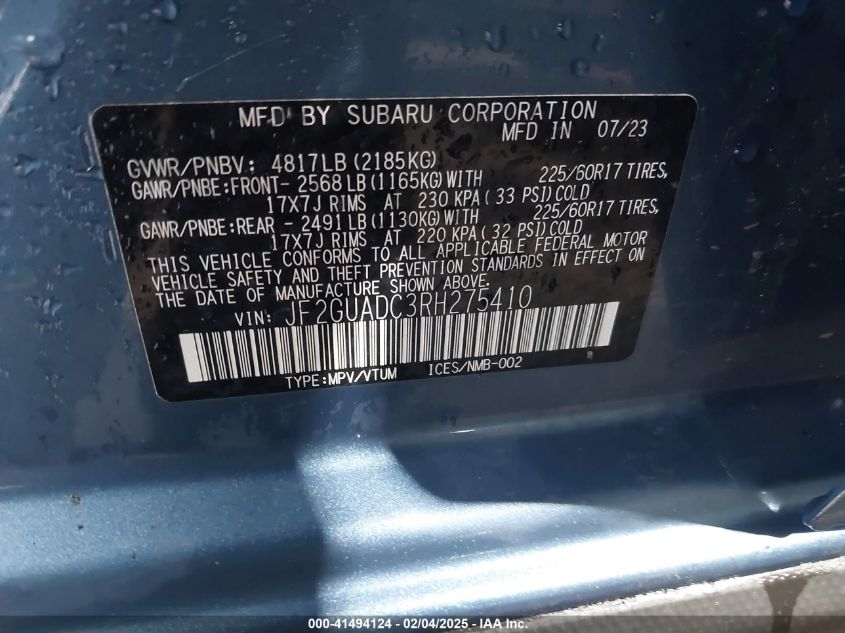 MFD BY SUBARU CORPORATION
MFD IN 07/23
GVWR/PNBV: 4817LB (2185KG)
GAWR/PNBE:FRONT- 2568LB (1165KG) WITH 225/60R17 TIRES,
17X7J RIMS AT 230 KPA ( 33 PSI) COLD
GAWR/PNBE:REAR - 2491LB (1130KG) WITH 225/60R17 TIRES,
17X7J RIMS AT 220 KPA ( 32 PSI) COLD
THIS VEHICLE CONFORMS TO ALL APPLICABLE FEDERAL MOTOR
VEHICLE SAFETY AND THEFT PREVENTION STANDARDS IN EFFECT ON
THE DATE OF MANUFACTURE SHOWN ABOVE.
VIN: JF2GUADC3RH275410
TYPE:MPV/VTUM ICES/NMB-002
000-41494124 - 02/04/2025 - IAA Inc.